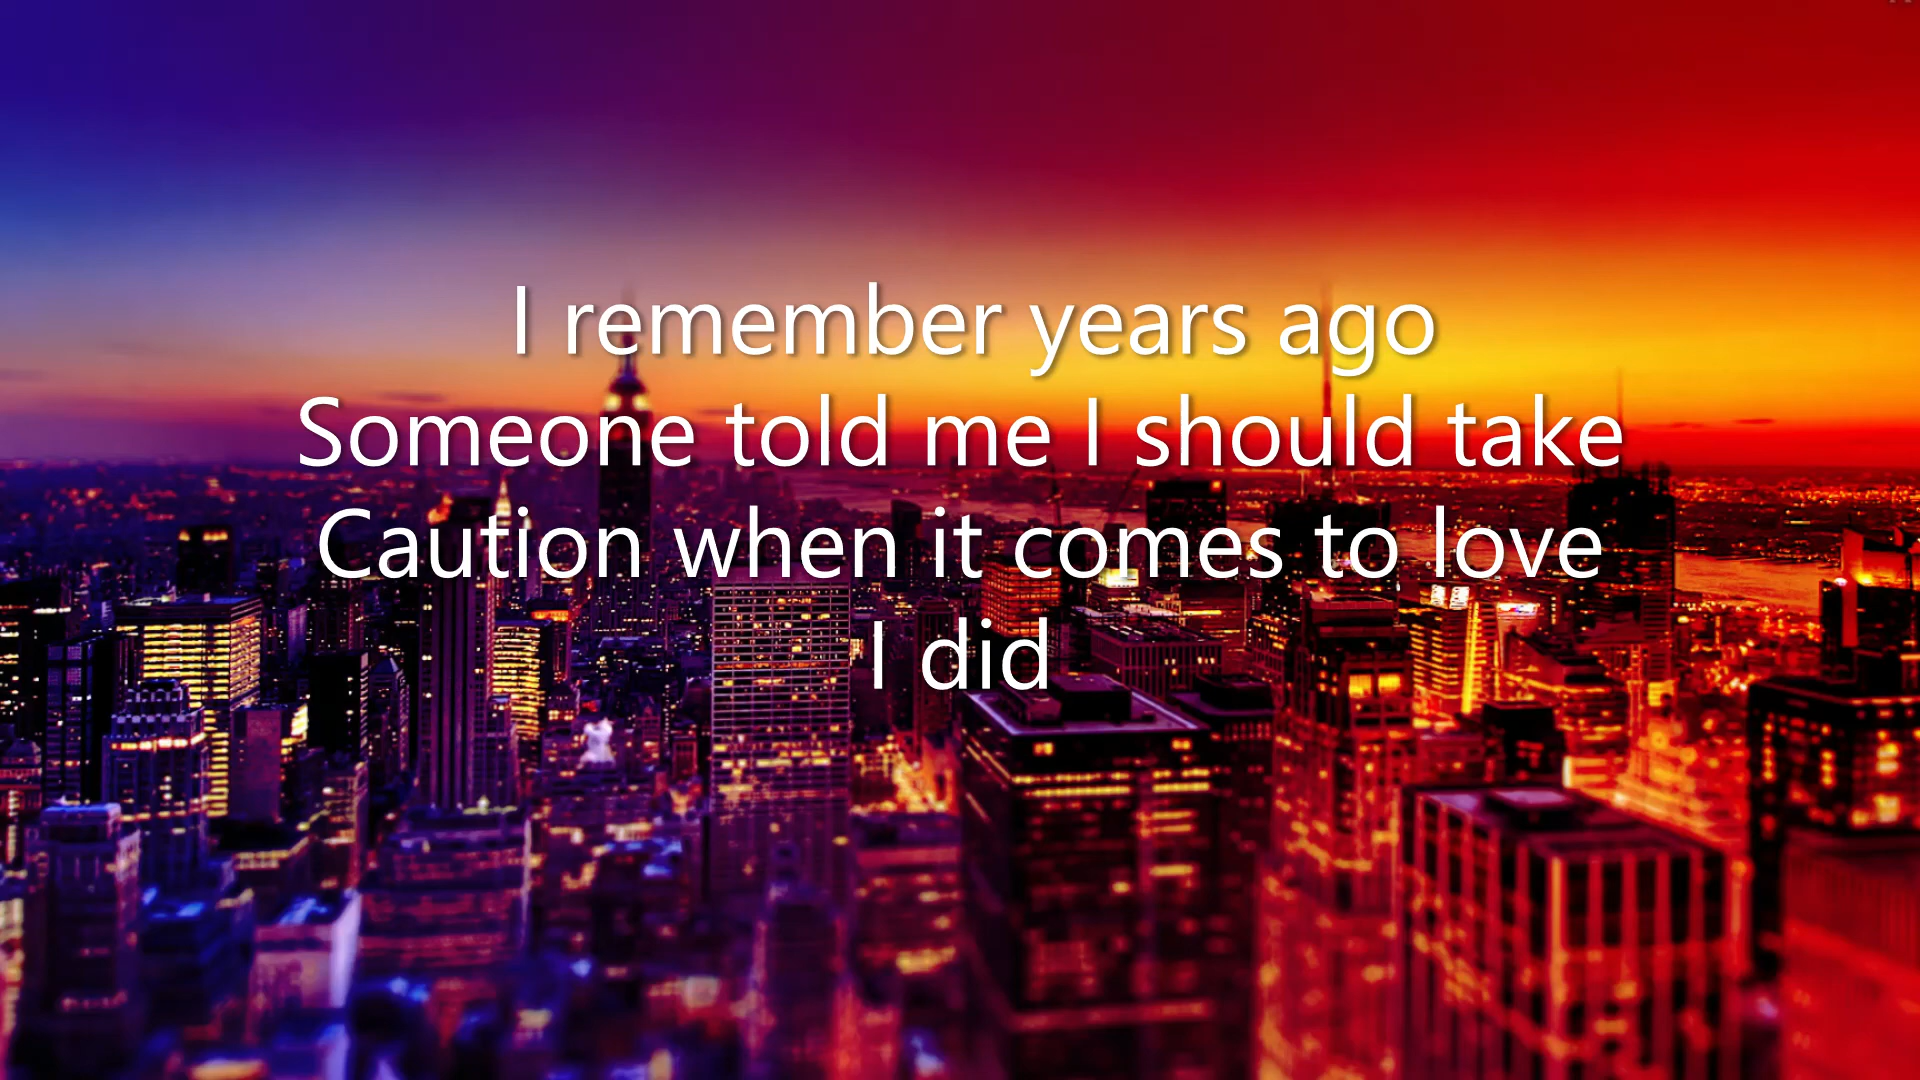 I remember years ago
Someone told me I should take
Caution when it comes to love
I did